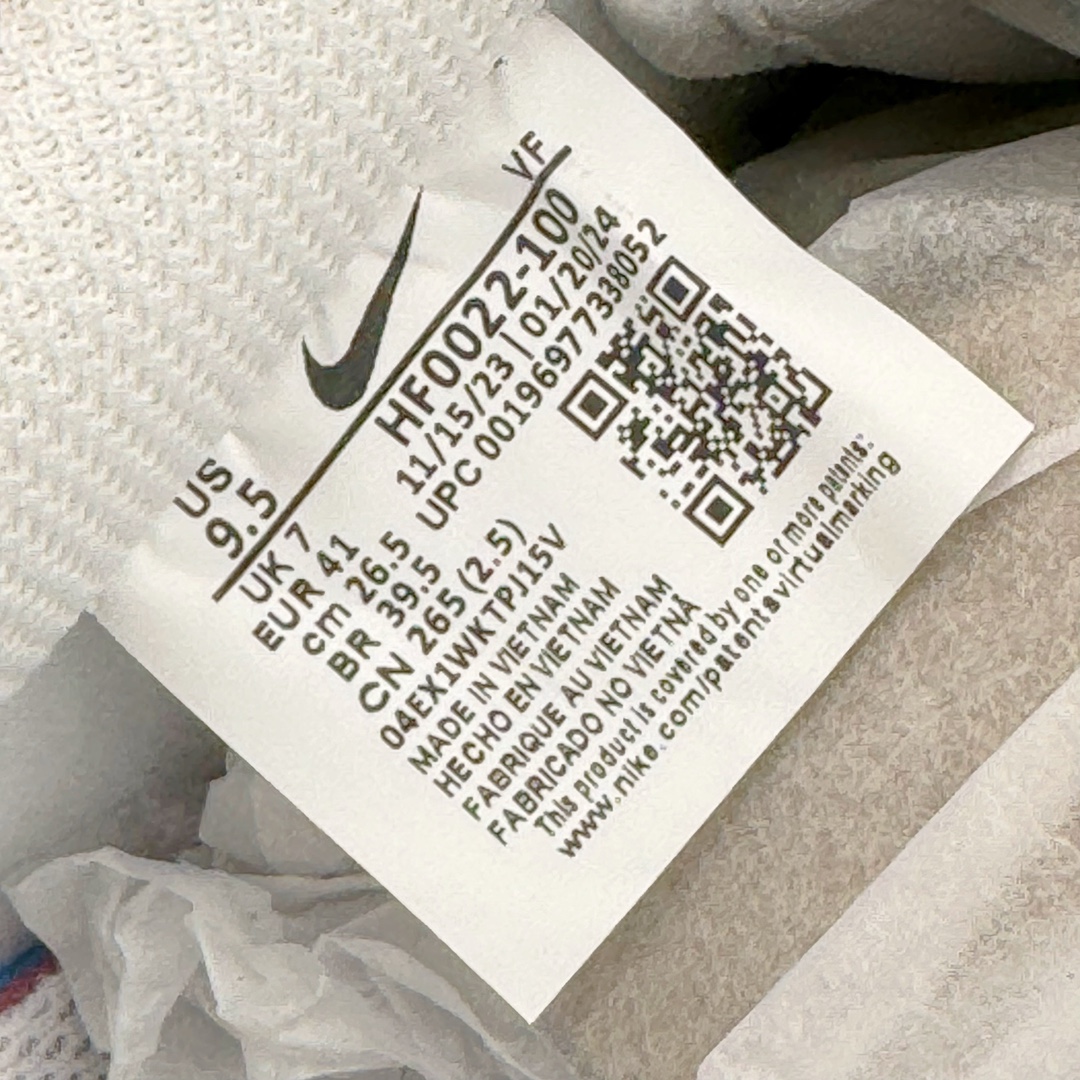 VF
US
9.5
HF0022-100
11/15/23 | 01/20/24
UPC 00196977338052
UK 7
EUR 41
cm 26.5
BR 39.5
CN 265 (2.5)
04EX1WKTPJ15V
MADE IN VIETNAM
HECHO EN VIETNAM
FABRIQUE AU VIETNAM
FABRICADO NO VIETNÃ
This product is covered by one or more patents:
www.nike.com/patentsvirtualmarking